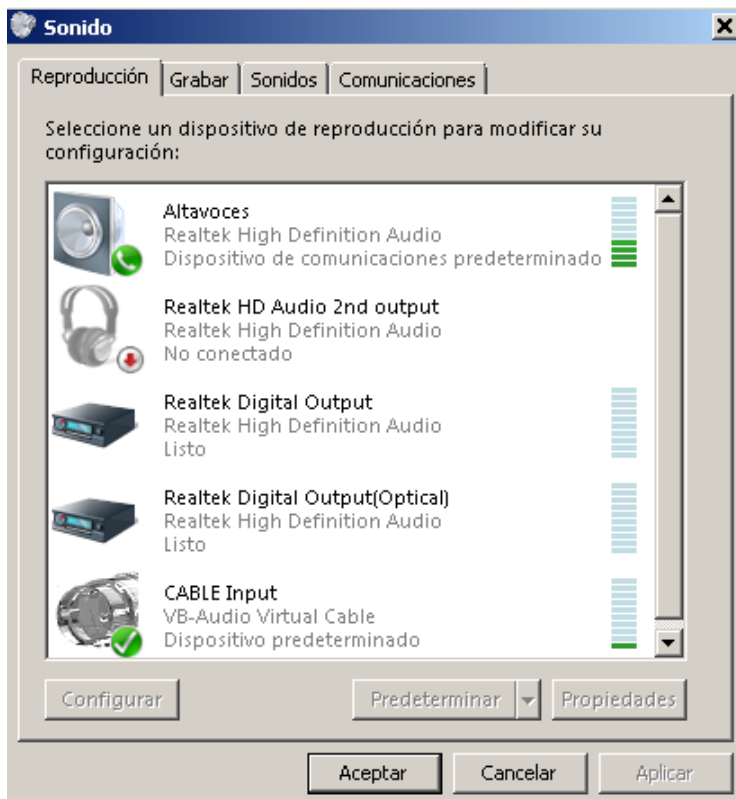 Sonido
Reproducción Grabar Sonidos Comunicaciones
Seleccione un dispositivo de reproducción para modificar su
configuración:
Altavoces
Realtek High Definition Audio
Dispositivo de comunicaciones predeterminado
Realtek HD Audio 2nd output
Realtek High Definition Audio
No conectado
Realtek Digital Output
Realtek High Definition Audio
Listo
Realtek Digital Output(Optical)
Realtek High Definition Audio
Listo
CABLE Input
VB-Audio Virtual Cable
Dispositivo predeterminado
Configurar Predeterminar Propiedades
Aceptar Cancelar Aplicar